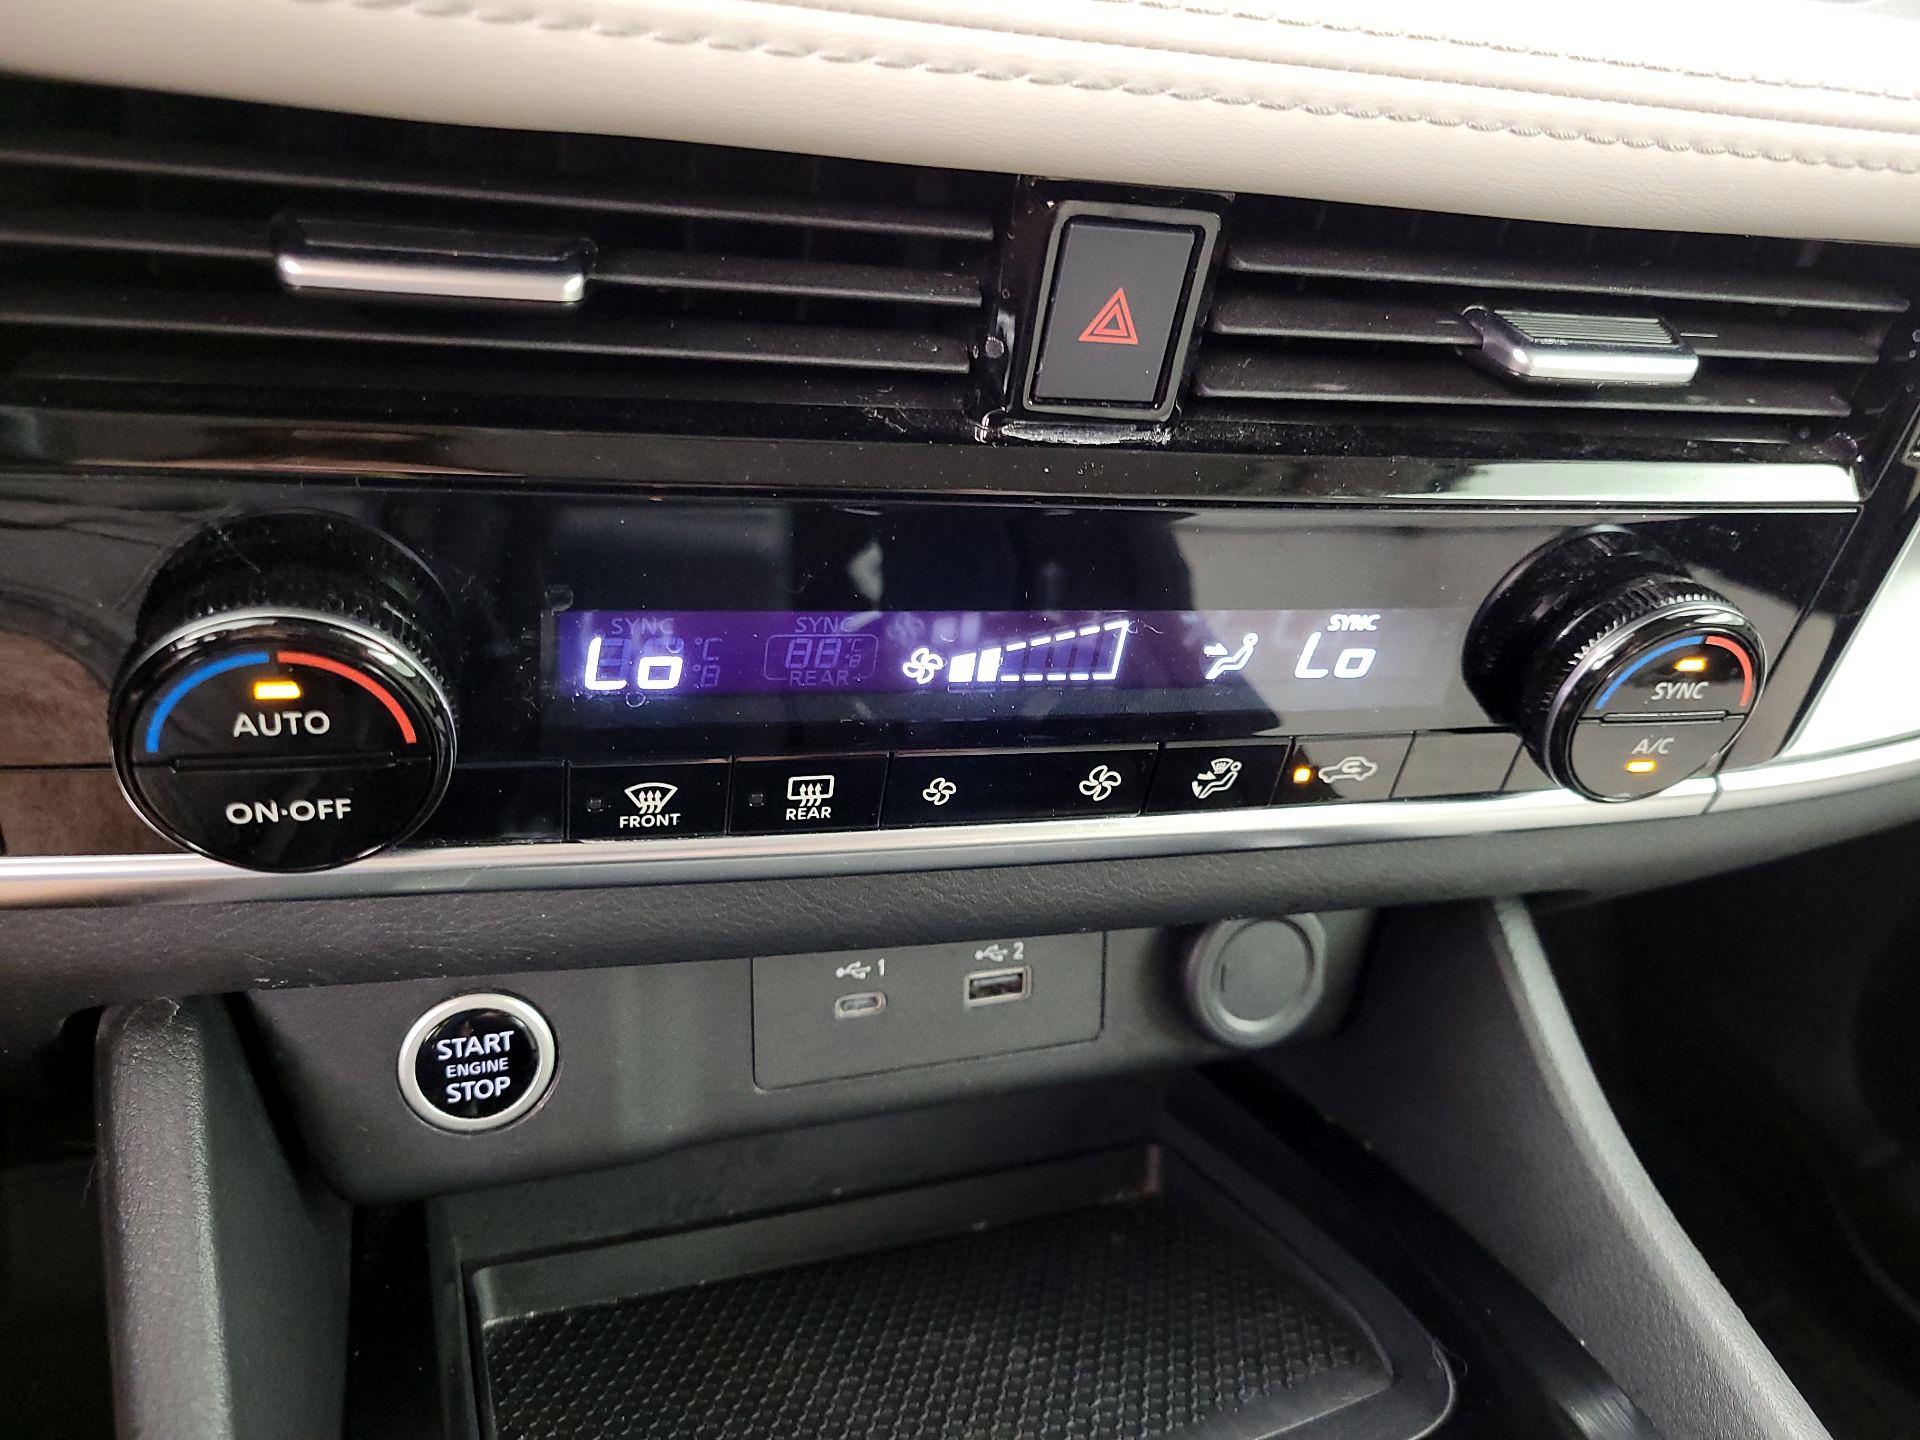 SYNC
Lo
°C
°F
SYNC
88
°C
°F
REAR
SYNC
Lo
AUTO
ON·OFF
FRONT
REAR
SYNC
A/C
1
2
START
ENGINE
STOP